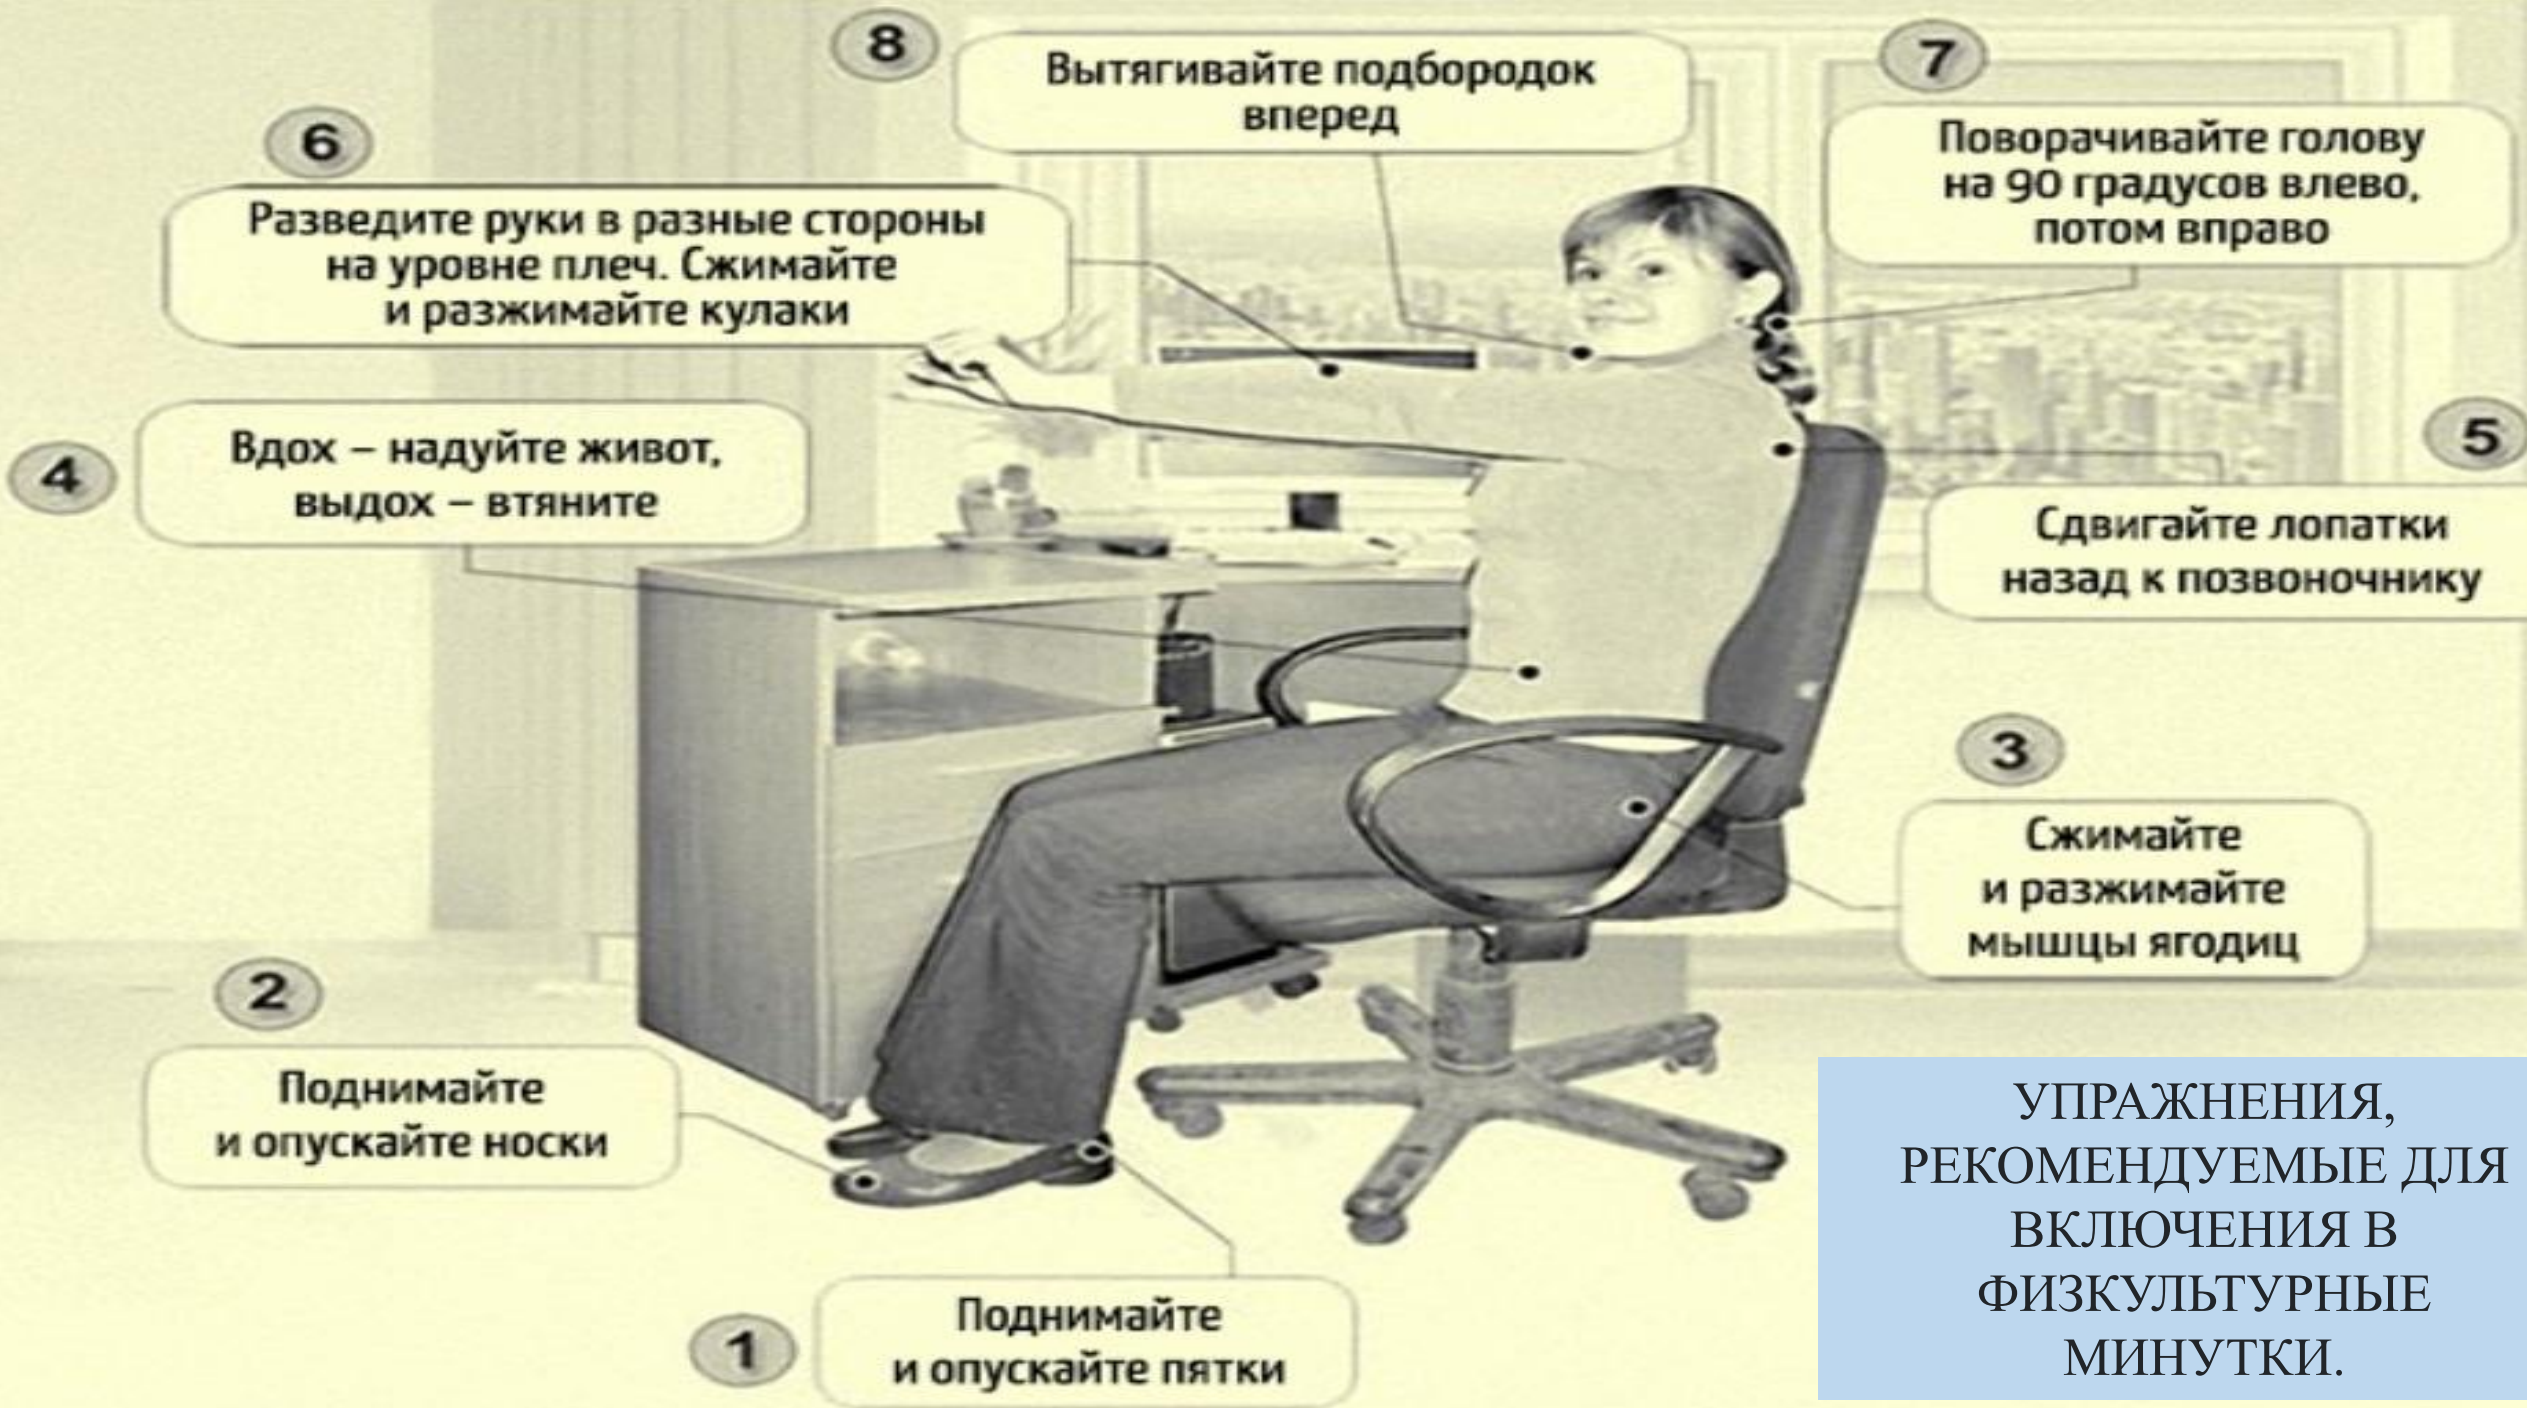 8
Вытягивайте подбородок
вперед
7
Поворачивайте голову
на 90 градусов влево,
потом вправо
6
Разведите руки в разные стороны
на уровне плеч. Сжимайте
и разжимайте кулаки
4
Вдох – надуйте живот,
выдох – втяните
5
Сдвигайте лопатки
назад к позвоночнику
3
Сжимайте
и разжимайте
мышцы ягодиц
2
Поднимайте
и опускайте носки
1
Поднимайте
и опускайте пятки
УПРАЖНЕНИЯ,
РЕКОМЕНДУЕМЫЕ ДЛЯ
ВКЛЮЧЕНИЯ В
ФИЗКУЛЬТУРНЫЕ
МИНУТКИ.